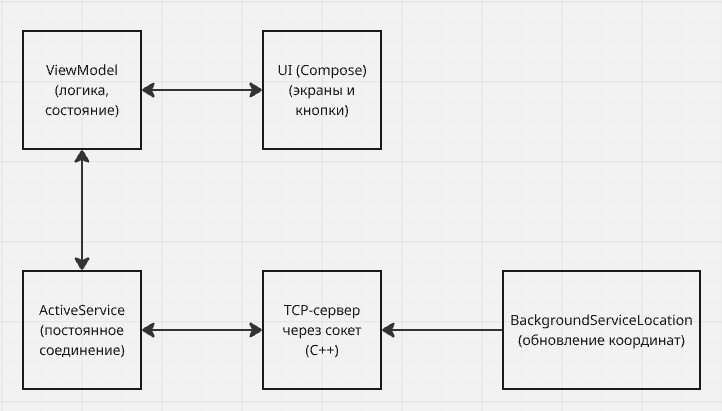 ViewModel
(логика,
состояние)
UI (Compose)
(экраны и
кнопки)
ActiveService
(постоянное
соединение)
TCP-сервер
через сокет
(C++)
BackgroundServiceLocation
(обновление координат)